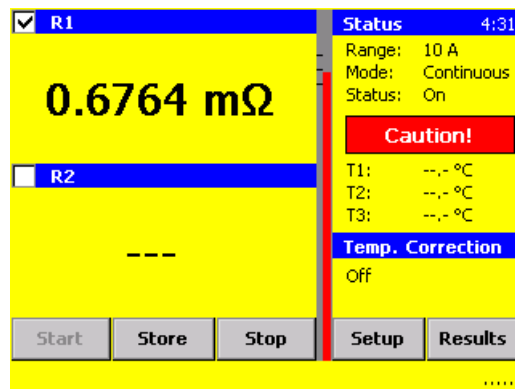 R1
0.6764 mΩ
R2
---
Start Store Stop
Status 4:31
Range: 10 A
Mode: Continuous
Status: On
Caution!
T1: --,- °C
T2: --,- °C
T3: --,- °C
Temp. Correction
Off
Setup Results
.....